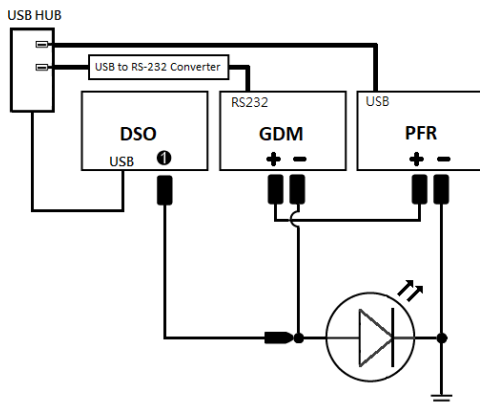 USB HUB
USB to RS-232 Converter
RS232
USB
DSO
GDM
PFR
USB
1
+ −
+ −